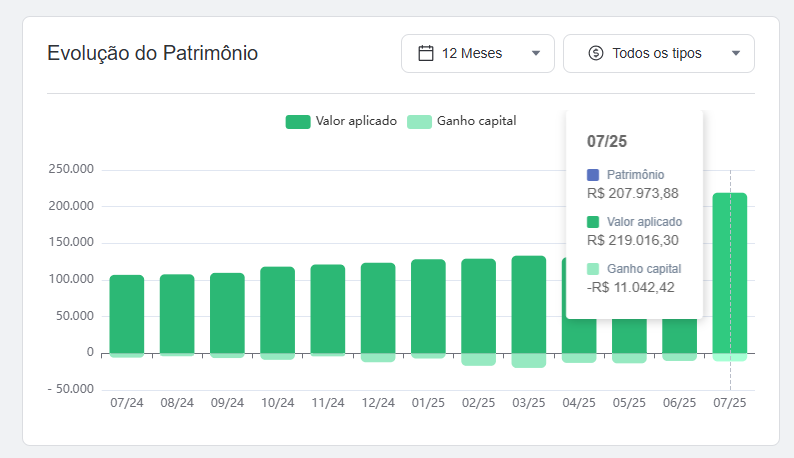 Evolução do Patrimônio
12 Meses
Todos os tipos
Valor aplicado
Ganho capital
07/25
Patrimônio
R$ 207.973,88
Valor aplicado
R$ 219.016,30
Ganho capital
-R$ 11.042,42
250.000
200.000
150.000
100.000
50.000
0
- 50.000
07/24 08/24 09/24 10/24 11/24 12/24 01/25 02/25 03/25 04/25 05/25 06/25 07/25